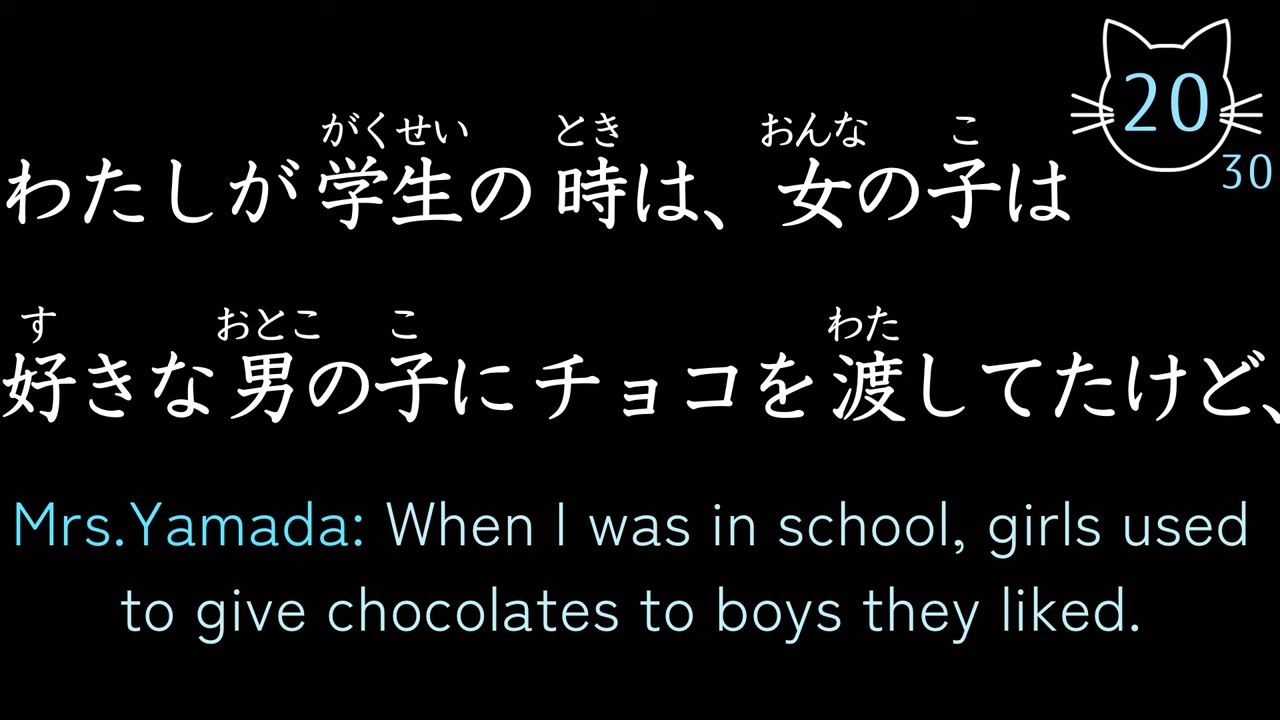 がくせい とき おんな こ
わたしが学生の時は、女の子は
す おとこ こ わた
好きな男の子にチョコを渡してたけど、
Mrs.Yamada: When I was in school, girls used
to give chocolates to boys they liked.
20
30